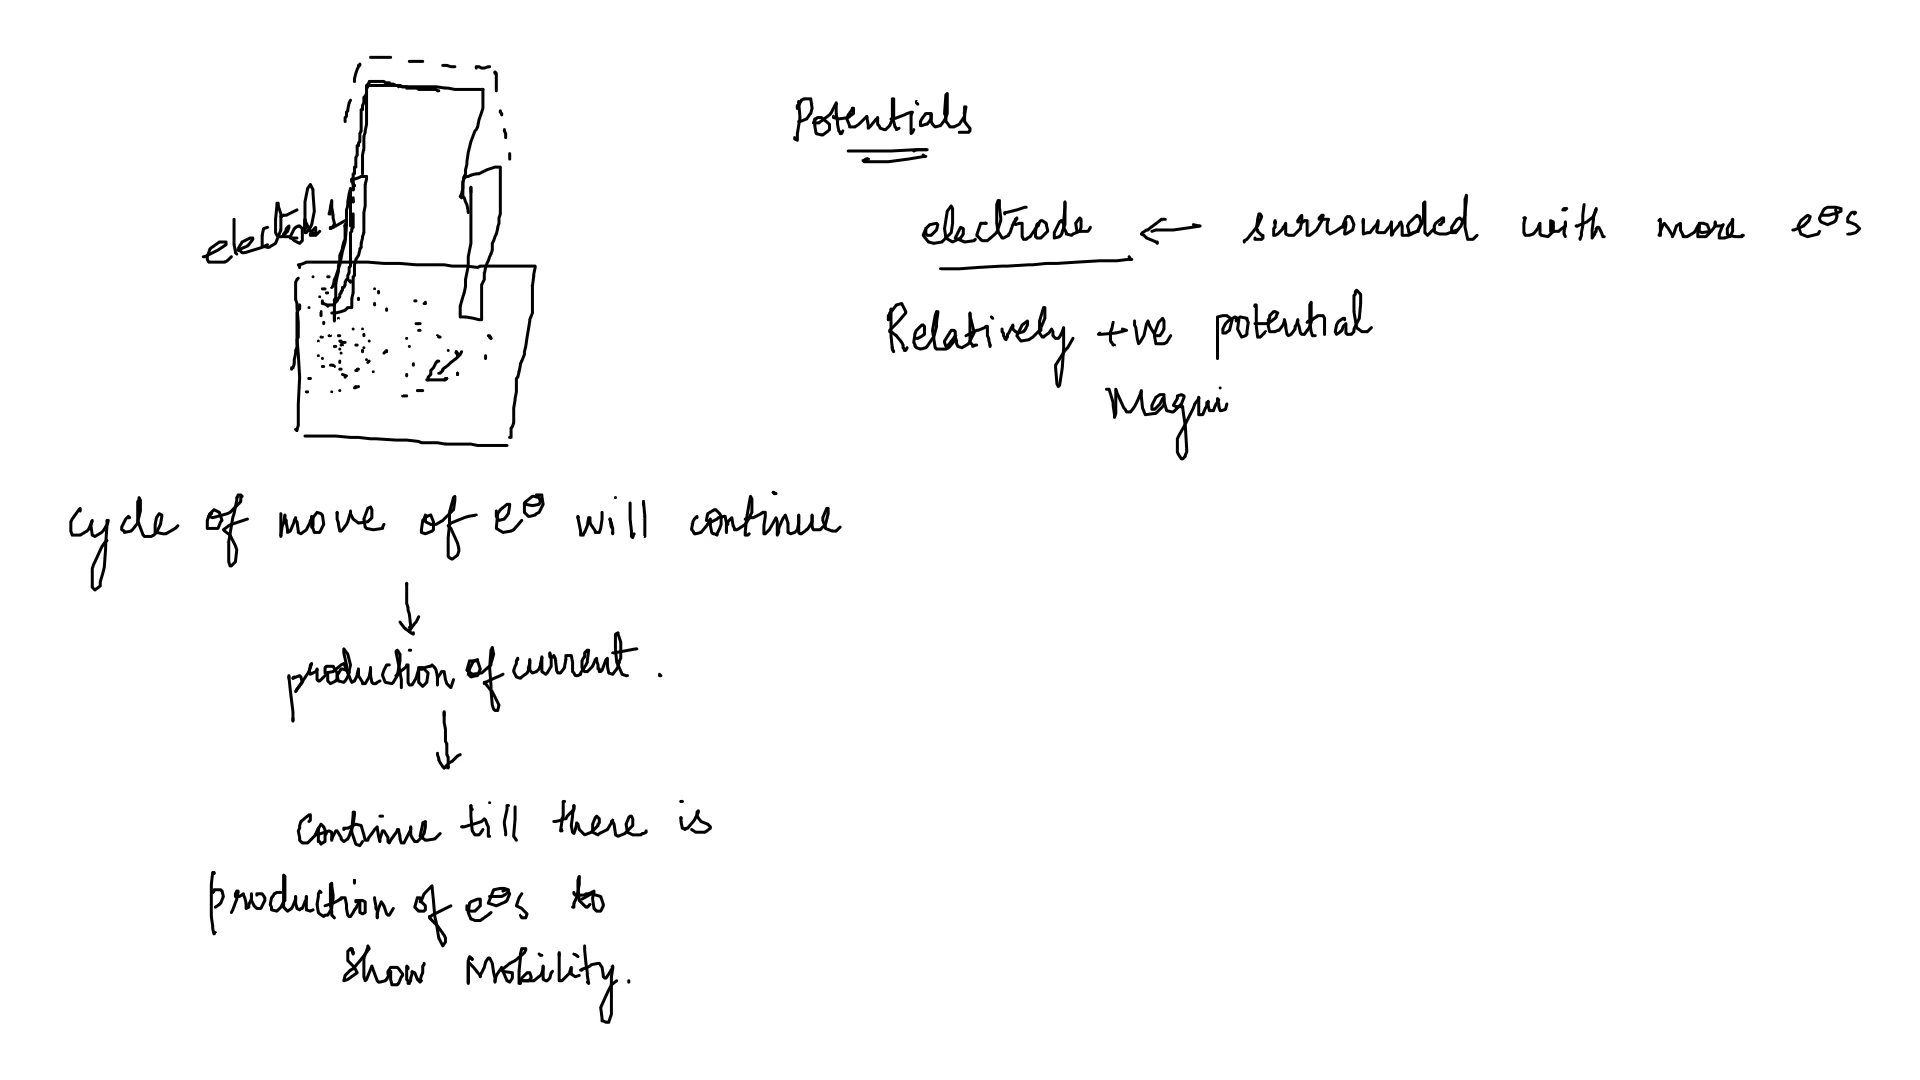 electrode 1
cycle of move of e⊖ will continue
↓
production of current.
↓
continue till there is
production of e⊖s to
show Mobility.
Potentials
electrode ← surrounded with more e⊖s
Relatively +ve potential
Magni